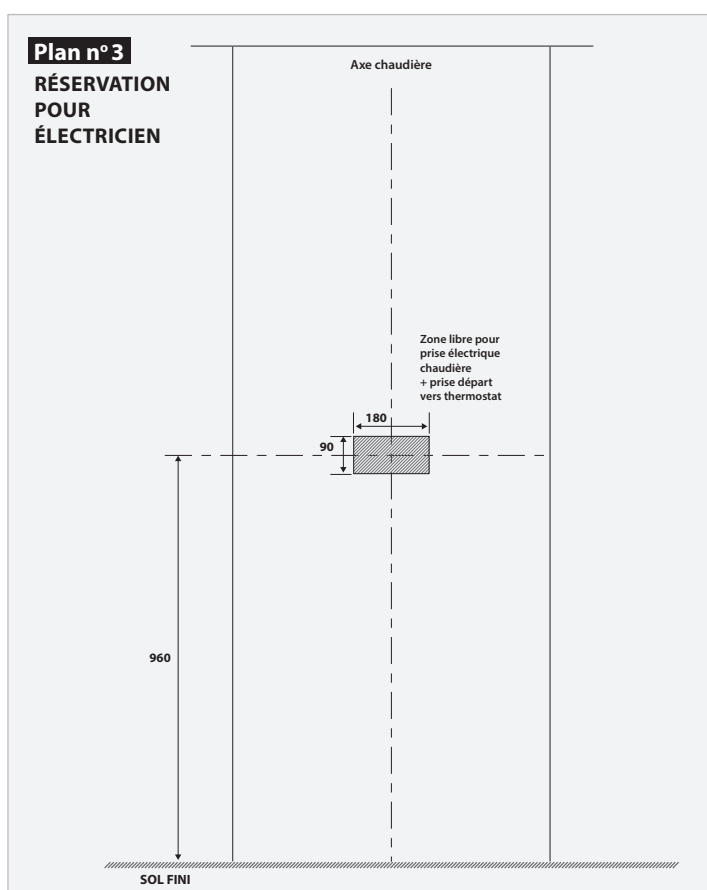 Plan nº 3
RÉSERVATION
POUR
ÉLECTRICIEN
Axe chaudière
Zone libre pour
prise électrique
chaudière
+ prise départ
vers thermostat
180
90
960
SOL FINI